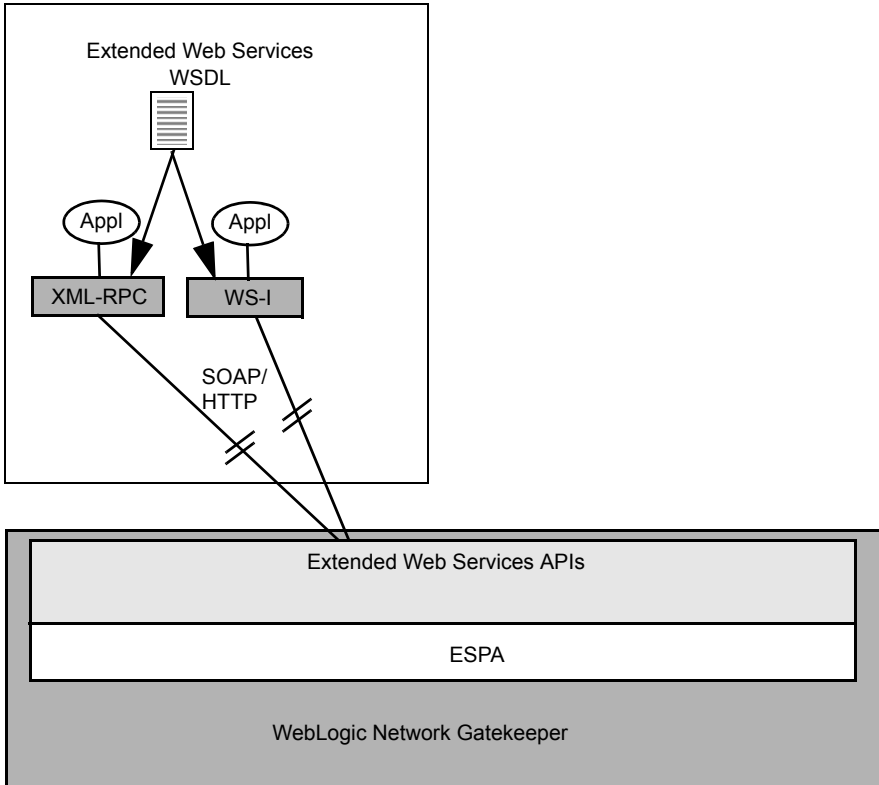 Extended Web Services
WSDL
Appl
Appl
XML-RPC
WS-I
SOAP/
HTTP
Extended Web Services APIs
ESPA
WebLogic Network Gatekeeper